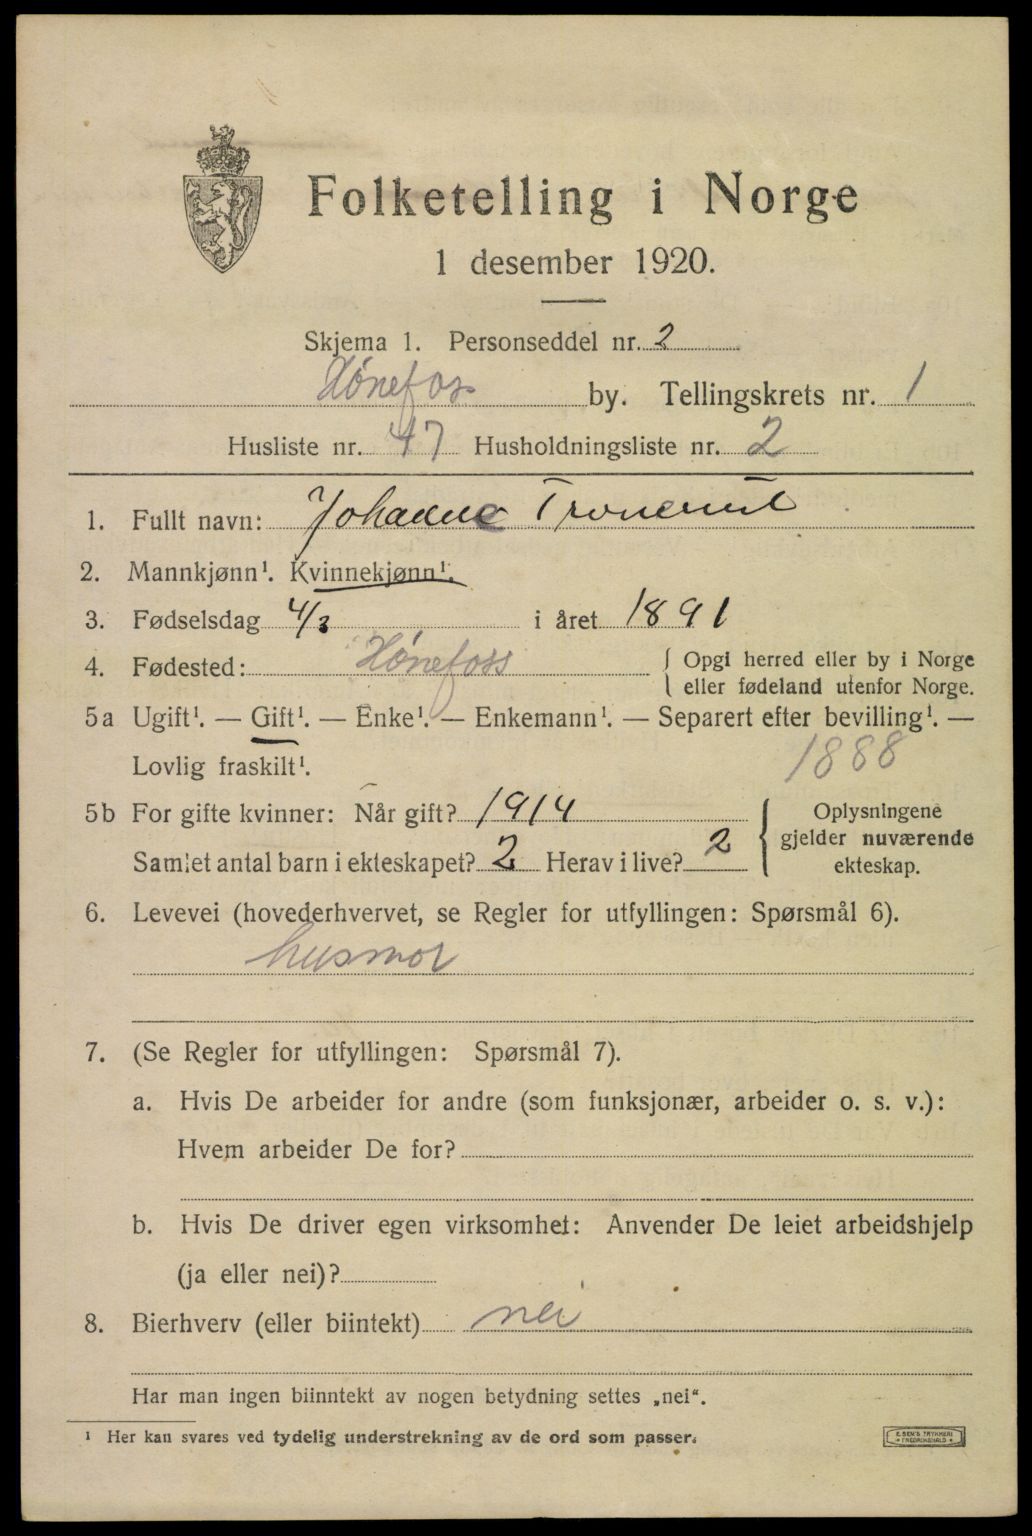 Folketelling i Norge
1 desember 1920.
Skjema 1. Personseddel nr. 2
Hønefoss by. Tellingskrets nr. 1
Husliste nr. 47 Husholdningsliste nr. 2
1. Fullt navn: Johanne
2. Mannkjønn¹. Kvinnekjønn¹.
3. Fødselsdag 4/3 i året 1891
4. Fødested: Hønefoss { Opgi herred eller by i Norge
eller fødeland utenfor Norge.
5a Ugift¹. — Gift¹. — Enke¹. — Enkemann¹. — Separert efter bevilling¹. —
Lovlig fraskilt¹. 1888
5b For gifte kvinner: Når gift? 1914 { Oplysningene
gjelder nuværende
Samlet antal barn i ekteskapet? 2 Herav i live? 2
ekteskap.
6. Levevei (hovederhvervet, se Regler for utfyllingen: Spørsmål 6).
husmor
7. (Se Regler for utfyllingen: Spørsmål 7).
a. Hvis De arbeider for andre (som funksjonær, arbeider o. s. v.):
Hvem arbeider De for?
b. Hvis De driver egen virksomhet: Anvender De leiet arbeidshjelp
(ja eller nei)?
8. Bierhverv (eller biintekt) nei
Har man ingen biinntekt av nogen betydning settes „nei“.
¹ Her kan svares ved tydelig understrekning av de ord som passer.
E. SEM'S TRYKKERI
FREDRIKSHALD